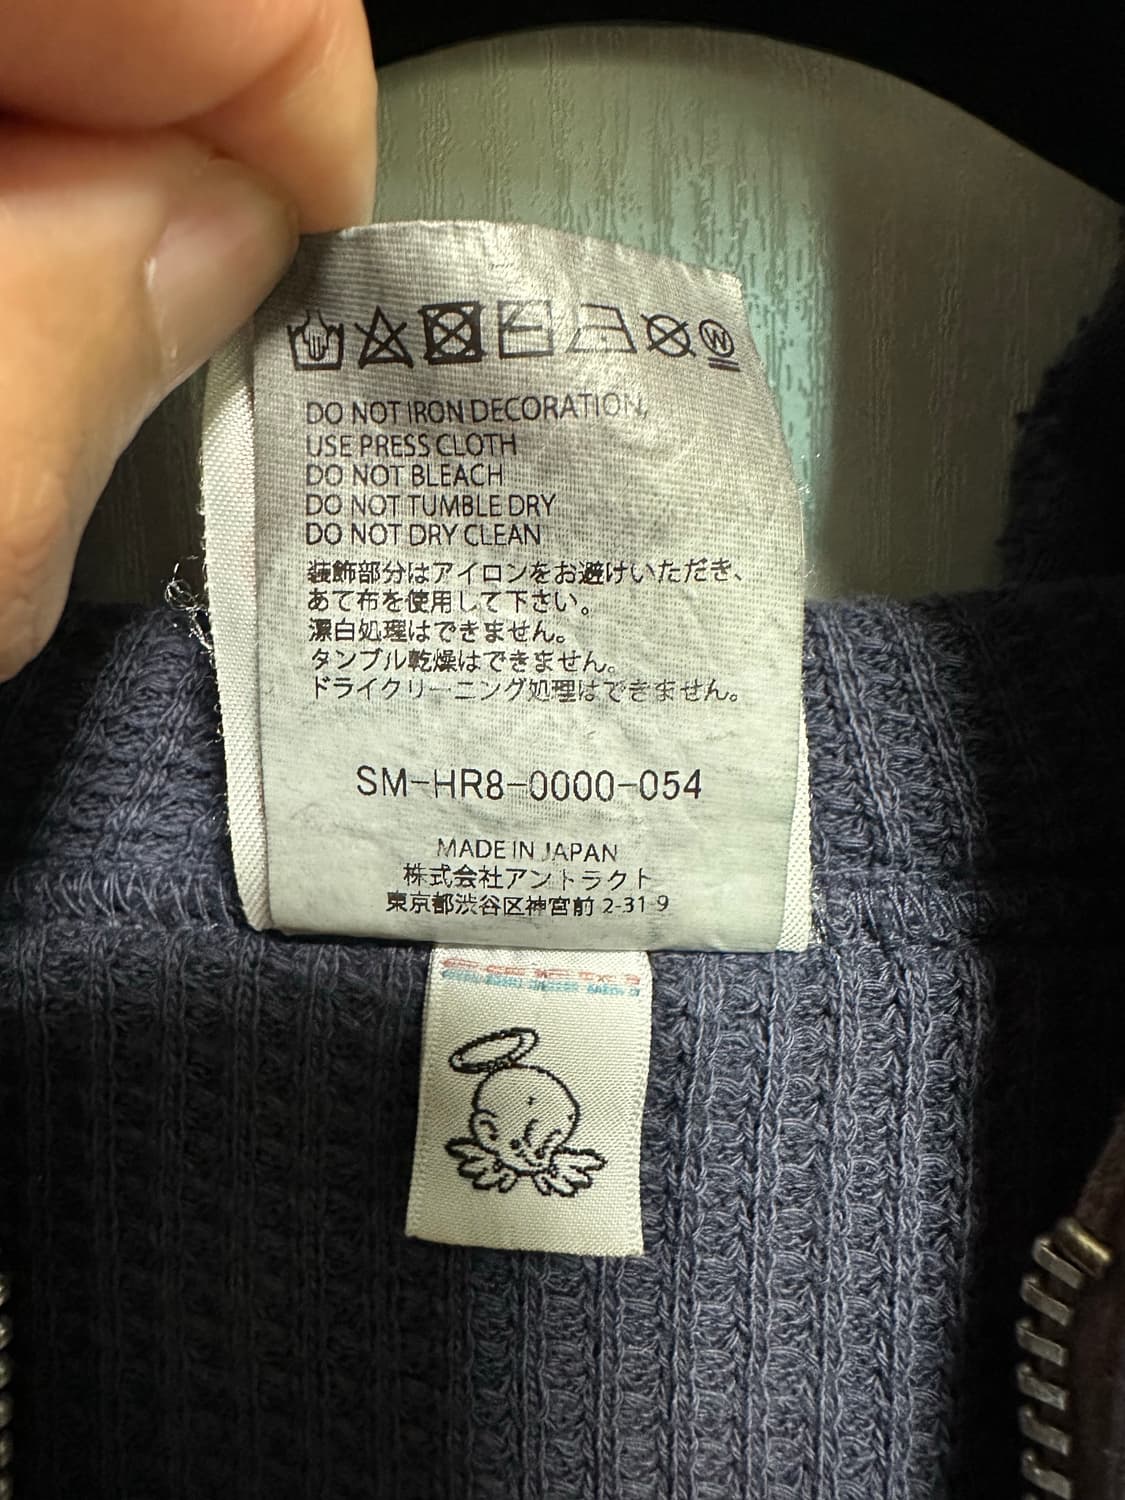 W
DO NOT IRON DECORATION,
USE PRESS CLOTH
DO NOT BLEACH
DO NOT TUMBLE DRY
DO NOT DRY CLEAN
装飾部分はアイロンをお避けいただき、
あて布を使用して下さい。
漂白処理はできません。
タンブル乾燥はできません。
ドライクリーニング処理はできません。
SM-HR8-0000-054
MADE IN JAPAN
株式会社アントラクト
東京都渋谷区神宮前 2-31-9